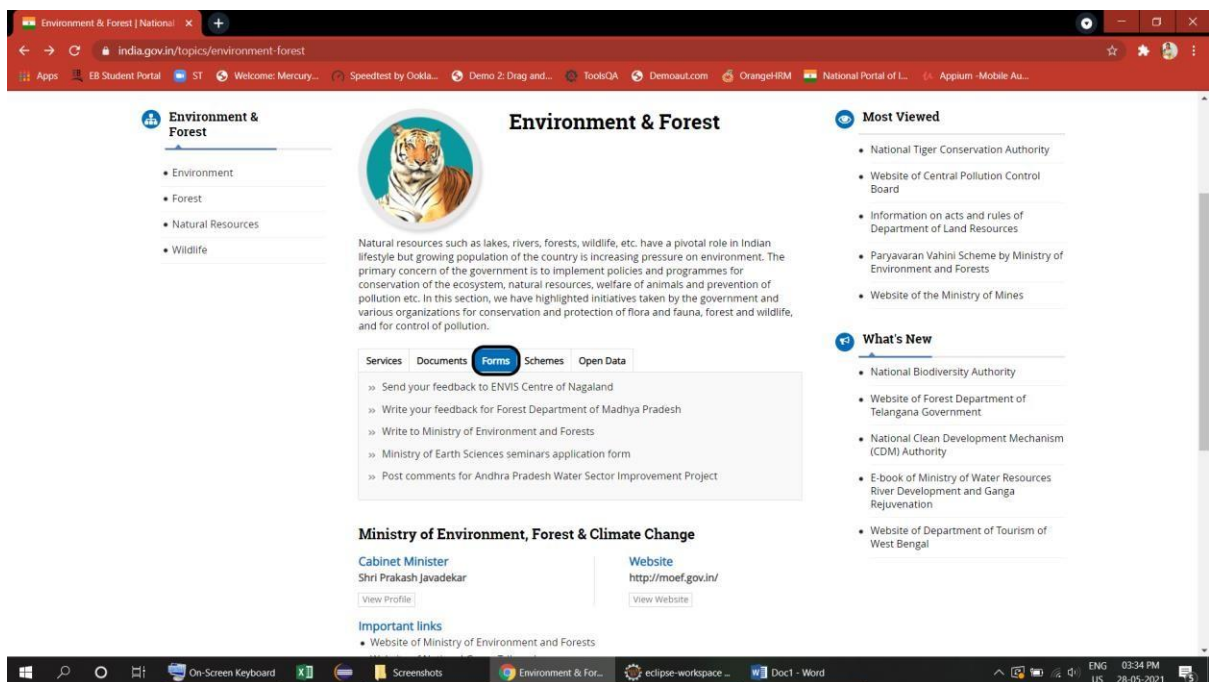 Environment & Forest | National
india.gov.in/topics/environment-forest
Apps EB Student Portal ST Welcome: Mercury... Speedtest by Ookla... Demo 2: Drag and... ToolsQA Demoaut.com OrangeHRM National Portal of I... Appium -Mobile Au...
Environment &
Forest
• Environment
• Forest
• Natural Resources
• Wildlife
Environment & Forest
Natural resources such as lakes, rivers, forests, wildlife, etc. have a pivotal role in Indian
lifestyle but growing population of the country is increasing pressure on environment. The
primary concern of the government is to implement policies and programmes for
conservation of the ecosystem, natural resources, welfare of animals and prevention of
pollution etc. In this section, we have highlighted initiatives taken by the government and
various organizations for conservation and protection of flora and fauna, forest and wildlife,
and for control of pollution.
Services Documents Forms Schemes Open Data
» Send your feedback to ENVIS Centre of Nagaland
» Write your feedback for Forest Department of Madhya Pradesh
» Write to Ministry of Environment and Forests
» Ministry of Earth Sciences seminars application form
» Post comments for Andhra Pradesh Water Sector Improvement Project
Ministry of Environment, Forest & Climate Change
Cabinet Minister
Shri Prakash Javadekar
View Profile
Website
http://moef.gov.in/
View Website
Important links
• Website of Ministry of Environment and Forests
Most Viewed
• National Tiger Conservation Authority
• Website of Central Pollution Control
Board
• Information on acts and rules of
Department of Land Resources
• Paryavaran Vahini Scheme by Ministry of
Environment and Forests
• Website of the Ministry of Mines
What's New
• National Biodiversity Authority
• Website of Forest Department of
Telangana Government
• National Clean Development Mechanism
(CDM) Authority
• E-book of Ministry of Water Resources
River Development and Ganga
Rejuvenation
• Website of Department of Tourism of
West Bengal
On-Screen Keyboard Screenshots Environment & For... eclipse-workspace ... Doc1 - Word
ENG 03:34 PM
US 28-05-2021